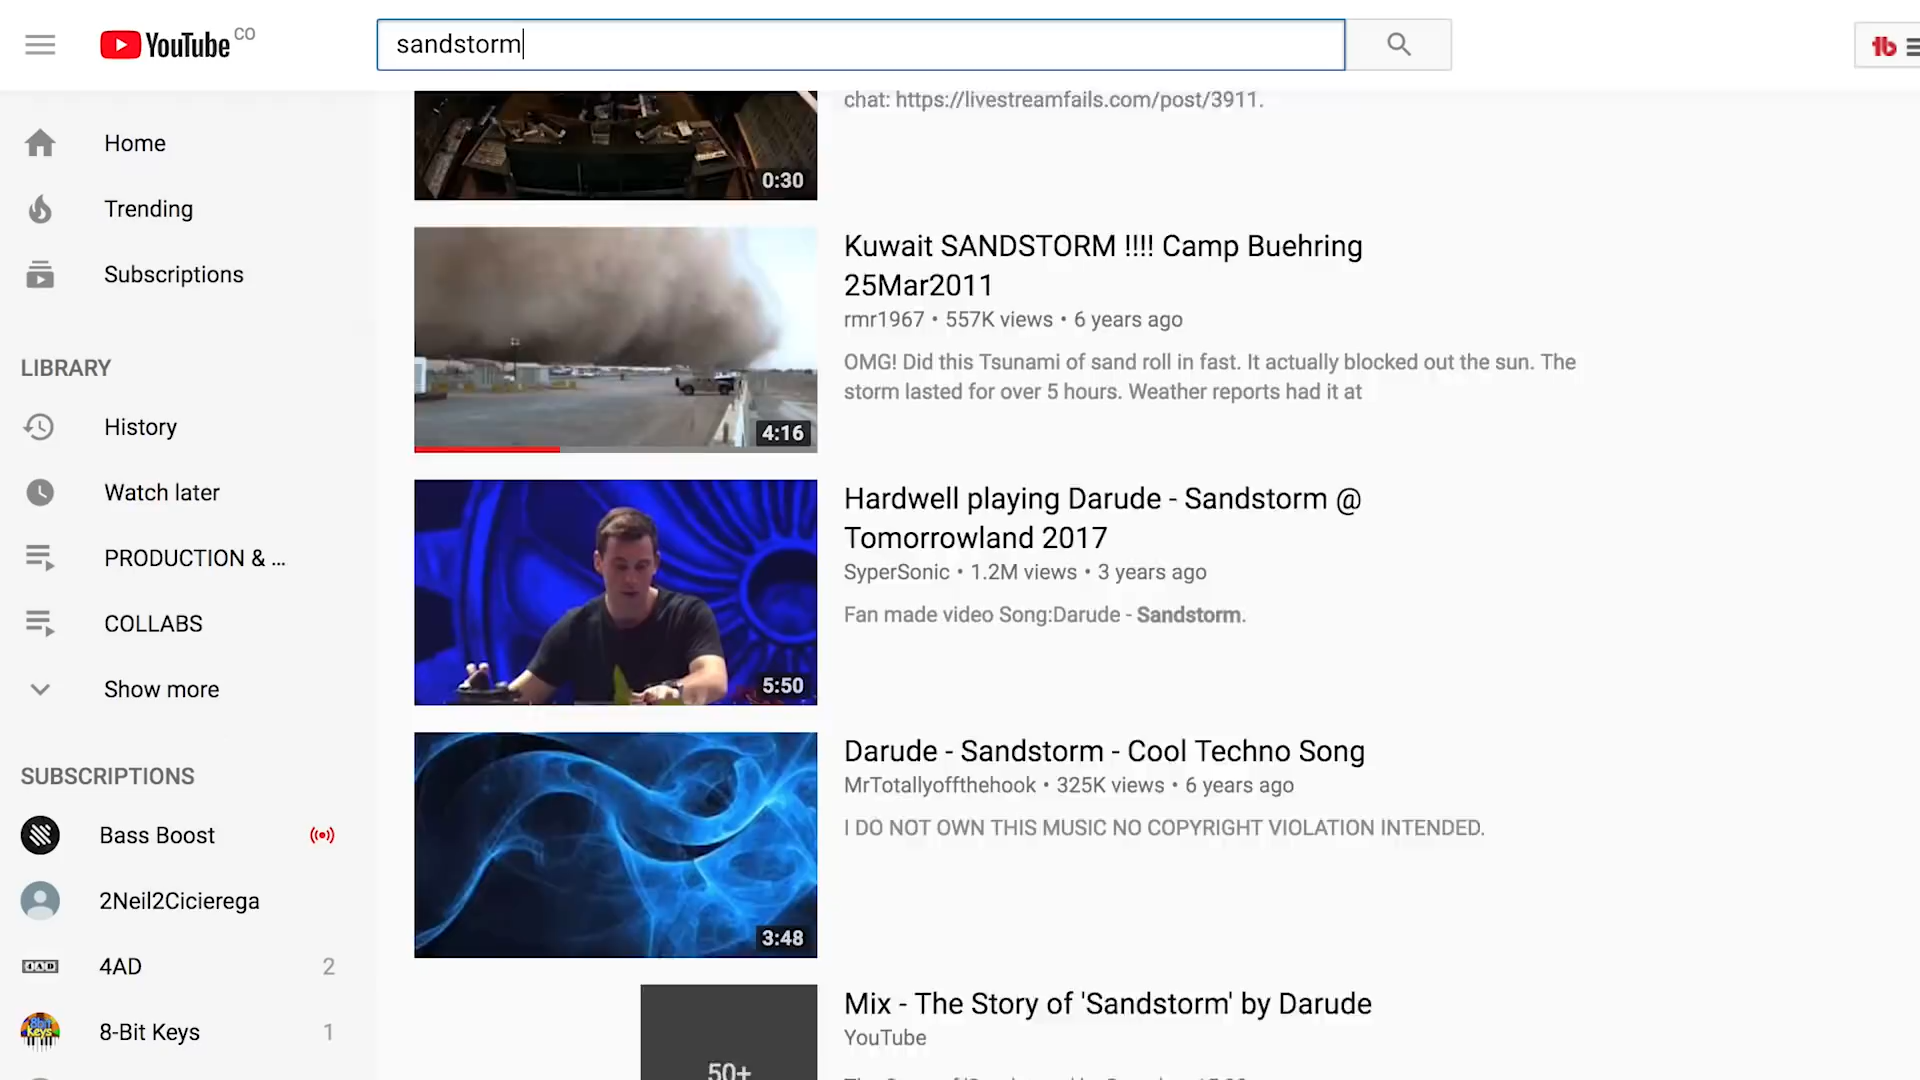 YouTube CO
sandstorm
Home
Trending
Subscriptions
LIBRARY
History
Watch later
PRODUCTION & ...
COLLABS
Show more
SUBSCRIPTIONS
Bass Boost
2Neil2Cicierega
4AD 2
8-Bit Keys 1
chat: https://livestreamfails.com/post/3911.
0:30
Kuwait SANDSTORM !!!! Camp Buehring
25Mar2011
rmr1967 • 557K views • 6 years ago
OMG! Did this Tsunami of sand roll in fast. It actually blocked out the sun. The
storm lasted for over 5 hours. Weather reports had it at
4:16
Hardwell playing Darude - Sandstorm @
Tomorrowland 2017
SyperSonic • 1.2M views • 3 years ago
Fan made video Song:Darude - Sandstorm.
5:50
Darude - Sandstorm - Cool Techno Song
MrTotallyoffthehook • 325K views • 6 years ago
I DO NOT OWN THIS MUSIC NO COPYRIGHT VIOLATION INTENDED.
3:48
Mix - The Story of 'Sandstorm' by Darude
YouTube
50+